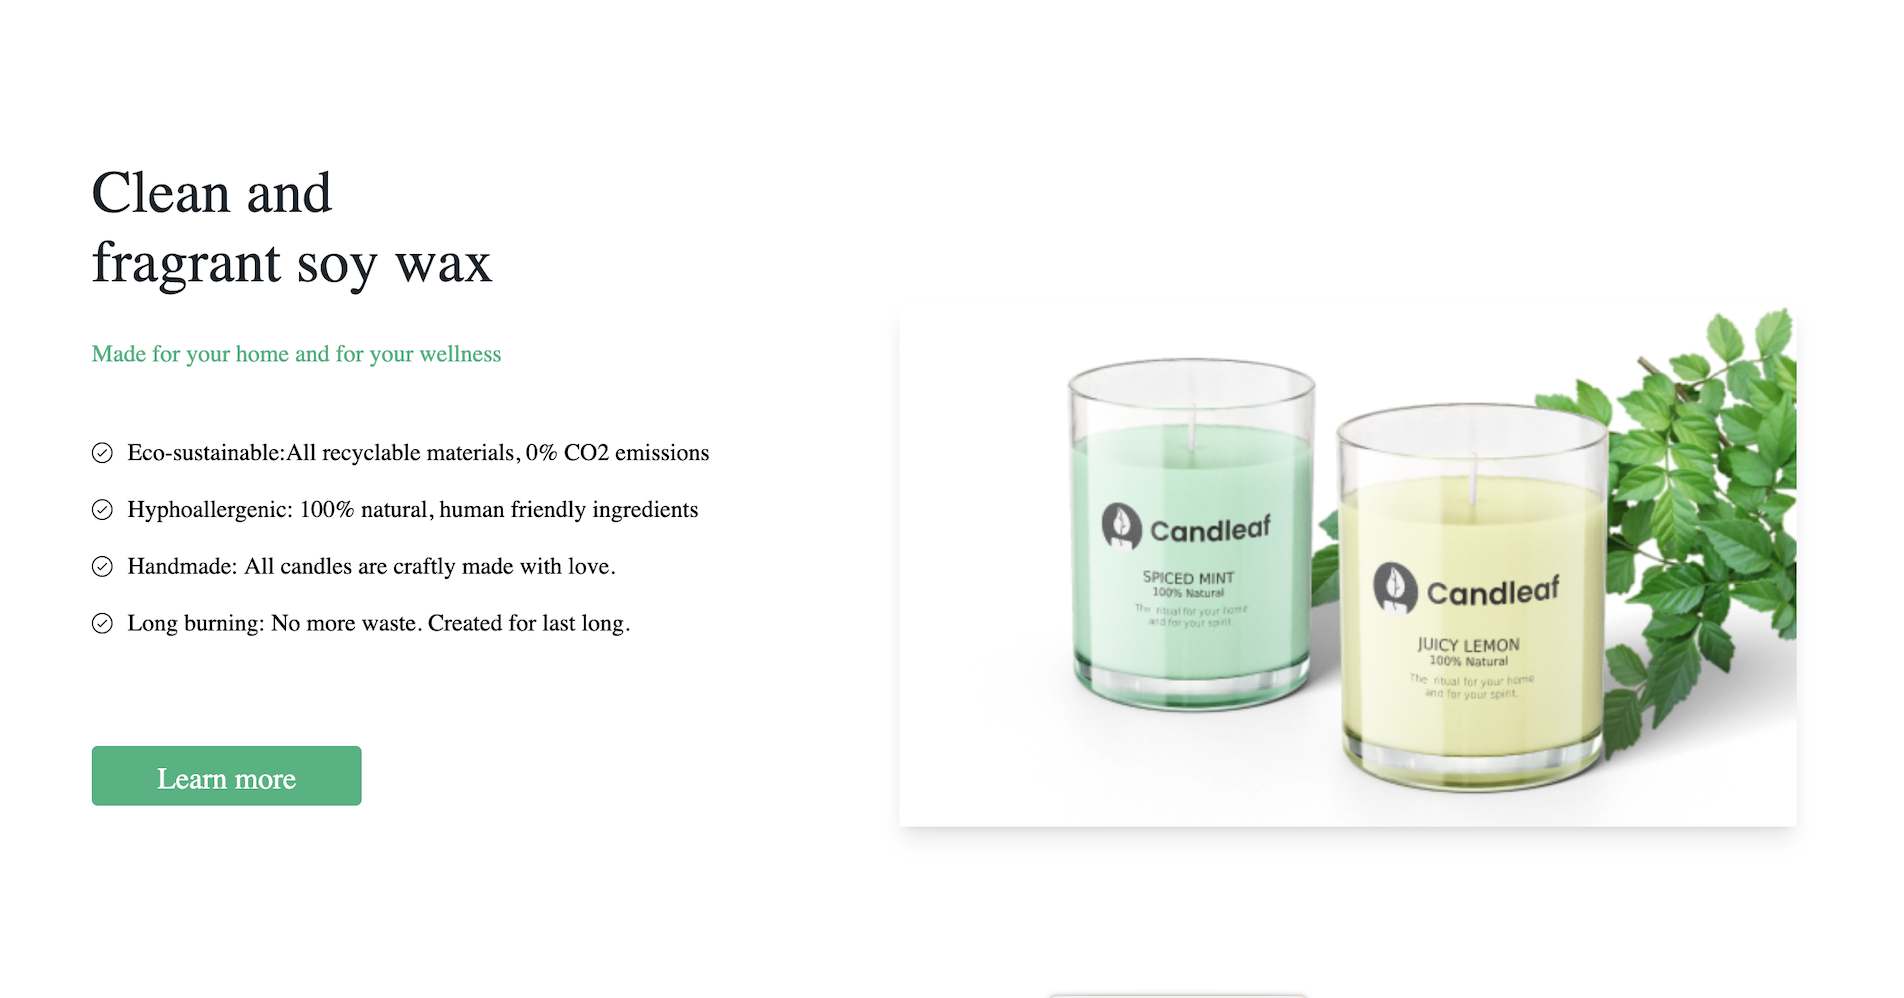 Clean and
fragrant soy wax
Made for your home and for your wellness
Eco-sustainable:All recyclable materials, 0% CO2 emissions
Hyphoallergenic: 100% natural, human friendly ingredients
Handmade: All candles are craftly made with love.
Long burning: No more waste. Created for last long.
Learn more
Candleaf
SPICED MINT
100% Natural
The ritual for your home
and for your spirit.
Candleaf
JUICY LEMON
100% Natural
The ritual for your home
and for your spirit.